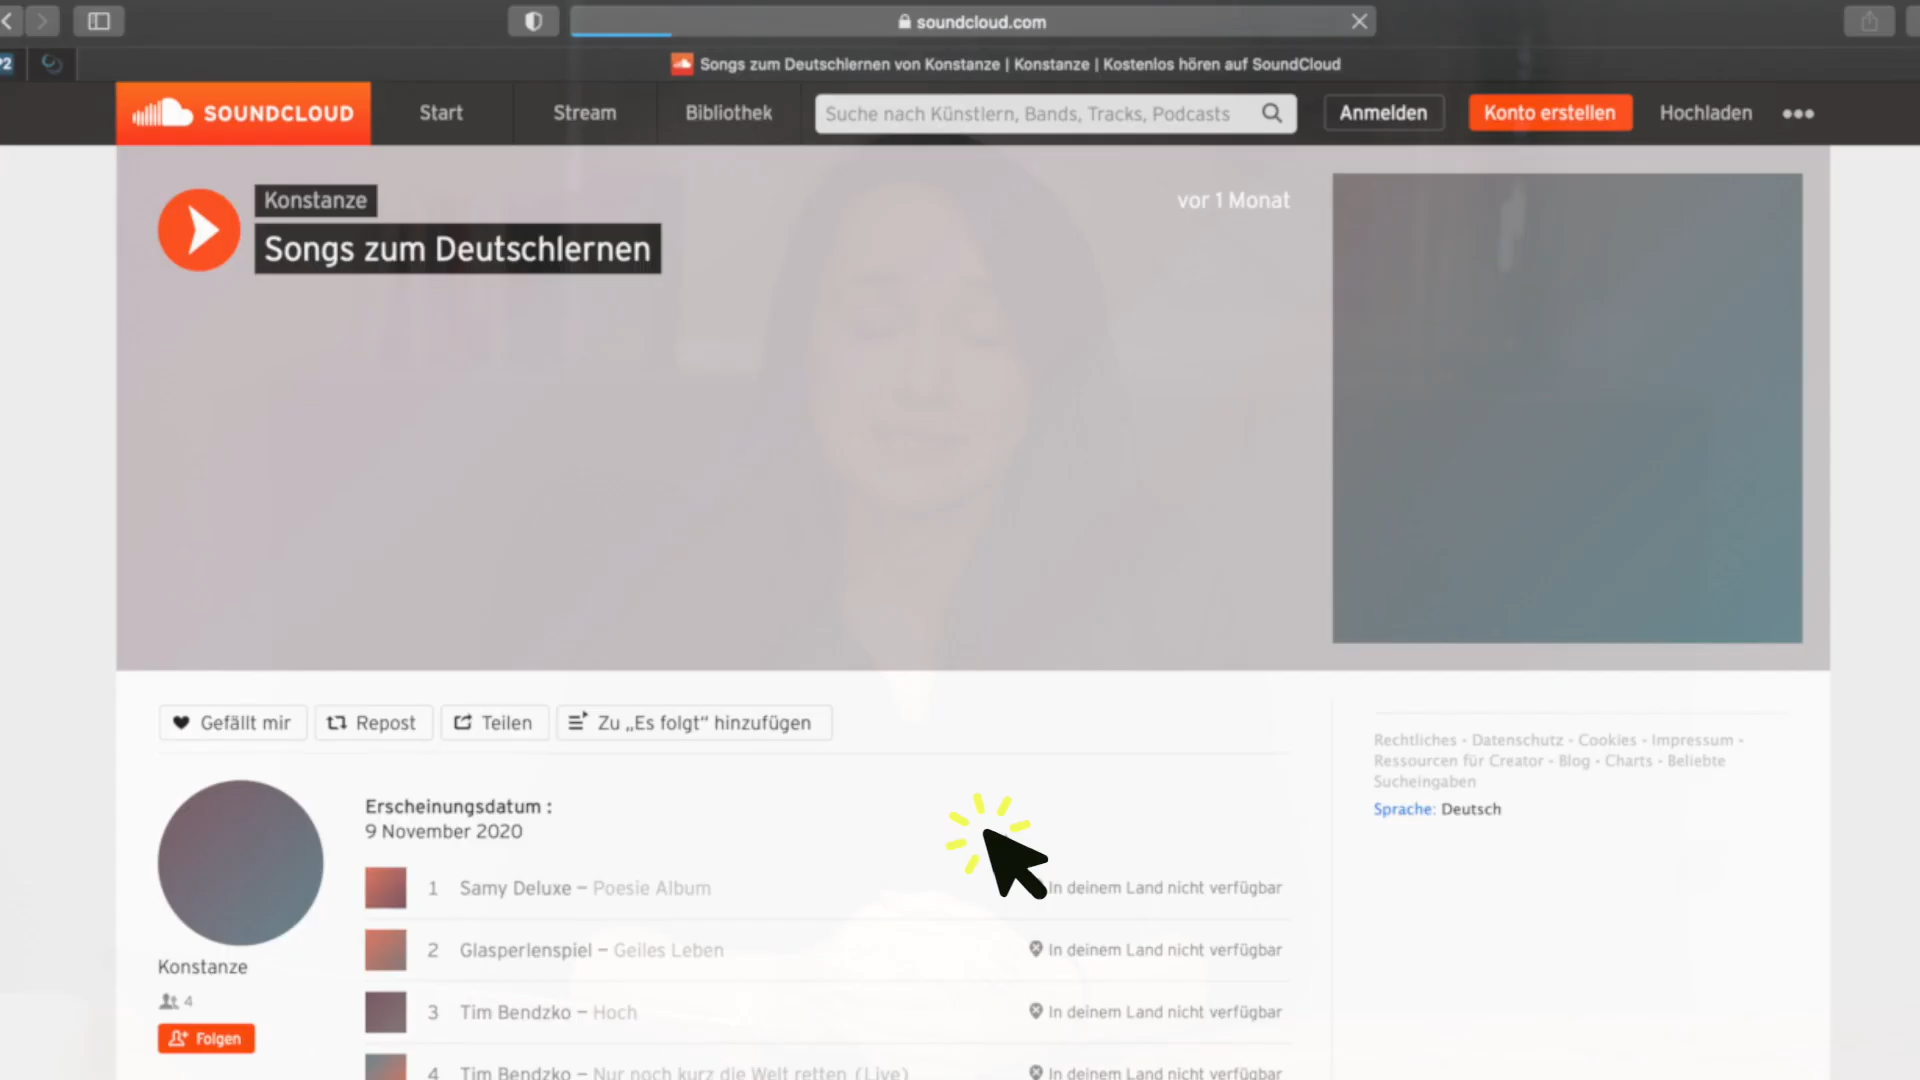 soundcloud.com
Songs zum Deutschlernen von Konstanze | Konstanze | Kostenlos hören auf SoundCloud
SOUNDCLOUD
Start
Stream
Bibliothek
Suche nach Künstlern, Bands, Tracks, Podcasts
Anmelden
Konto erstellen
Hochladen
Konstanze
Songs zum Deutschlernen
vor 1 Monat
Gefällt mir
Repost
Teilen
Zu „Es folgt“ hinzufügen
Rechtliches - Datenschutz - Cookies - Impressum -
Ressourcen für Creator - Blog - Charts - Beliebte
Sucheingaben
Sprache: Deutsch
Erscheinungsdatum :
9 November 2020
1 Samy Deluxe – Poesie Album
In deinem Land nicht verfügbar
2 Glasperlenspiel – Geiles Leben
In deinem Land nicht verfügbar
Konstanze
4
Folgen
3 Tim Bendzko – Hoch
In deinem Land nicht verfügbar
4 Tim Bendzko – Nur noch kurz die Welt retten (Live)
In deinem Land nicht verfügbar